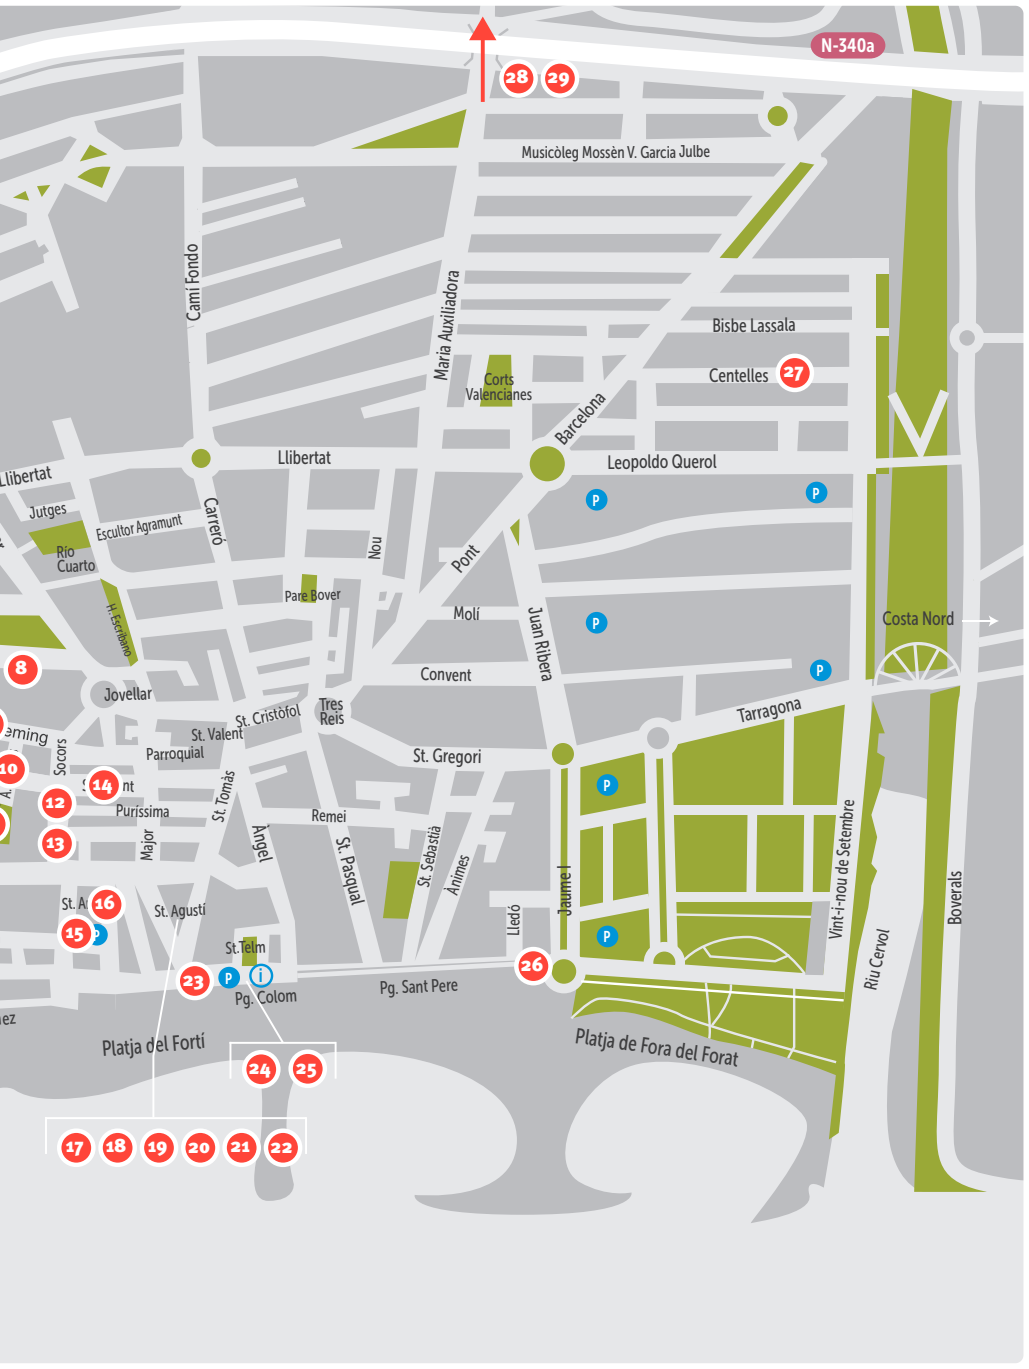 N-340a
28 29
Musicòleg Mossèn V. Garcia Julbe
Camí Fondo
Maria Auxiliadora
Bisbe Lassala
Centelles 27
Corts
Valencianes
Barcelona
Llibertat
Llibertat
Leopoldo Querol
P
P
Jutges
Escultor Agramunt
Carreró
Nou
Río
Cuarto
Pont
Pare Bover
H. Escribano
Molí
Juan Ribera
P
Costa Nord
8
Convent
P
Jovellar
Tres
Reis
St. Cristòfol
Tarragona
St. Valent
eming
Socors
Parroquial
St. Gregori
10
14
12
P
Puríssima
St. Tomàs
Remei
13
Major
Àngel
St. Pasqual
St. Sebastià
Ànimes
Jaume I
Vint-i-nou de Setembre
Boverals
16
St. Agustí
Lledó
15 P
P
St.Telm
Riu Cervol
26
23 P i
Pg. Colom
Pg. Sant Pere
ez
Platja del Fortí
Platja de Fora del Forat
24 25
17 18 19 20 21 22